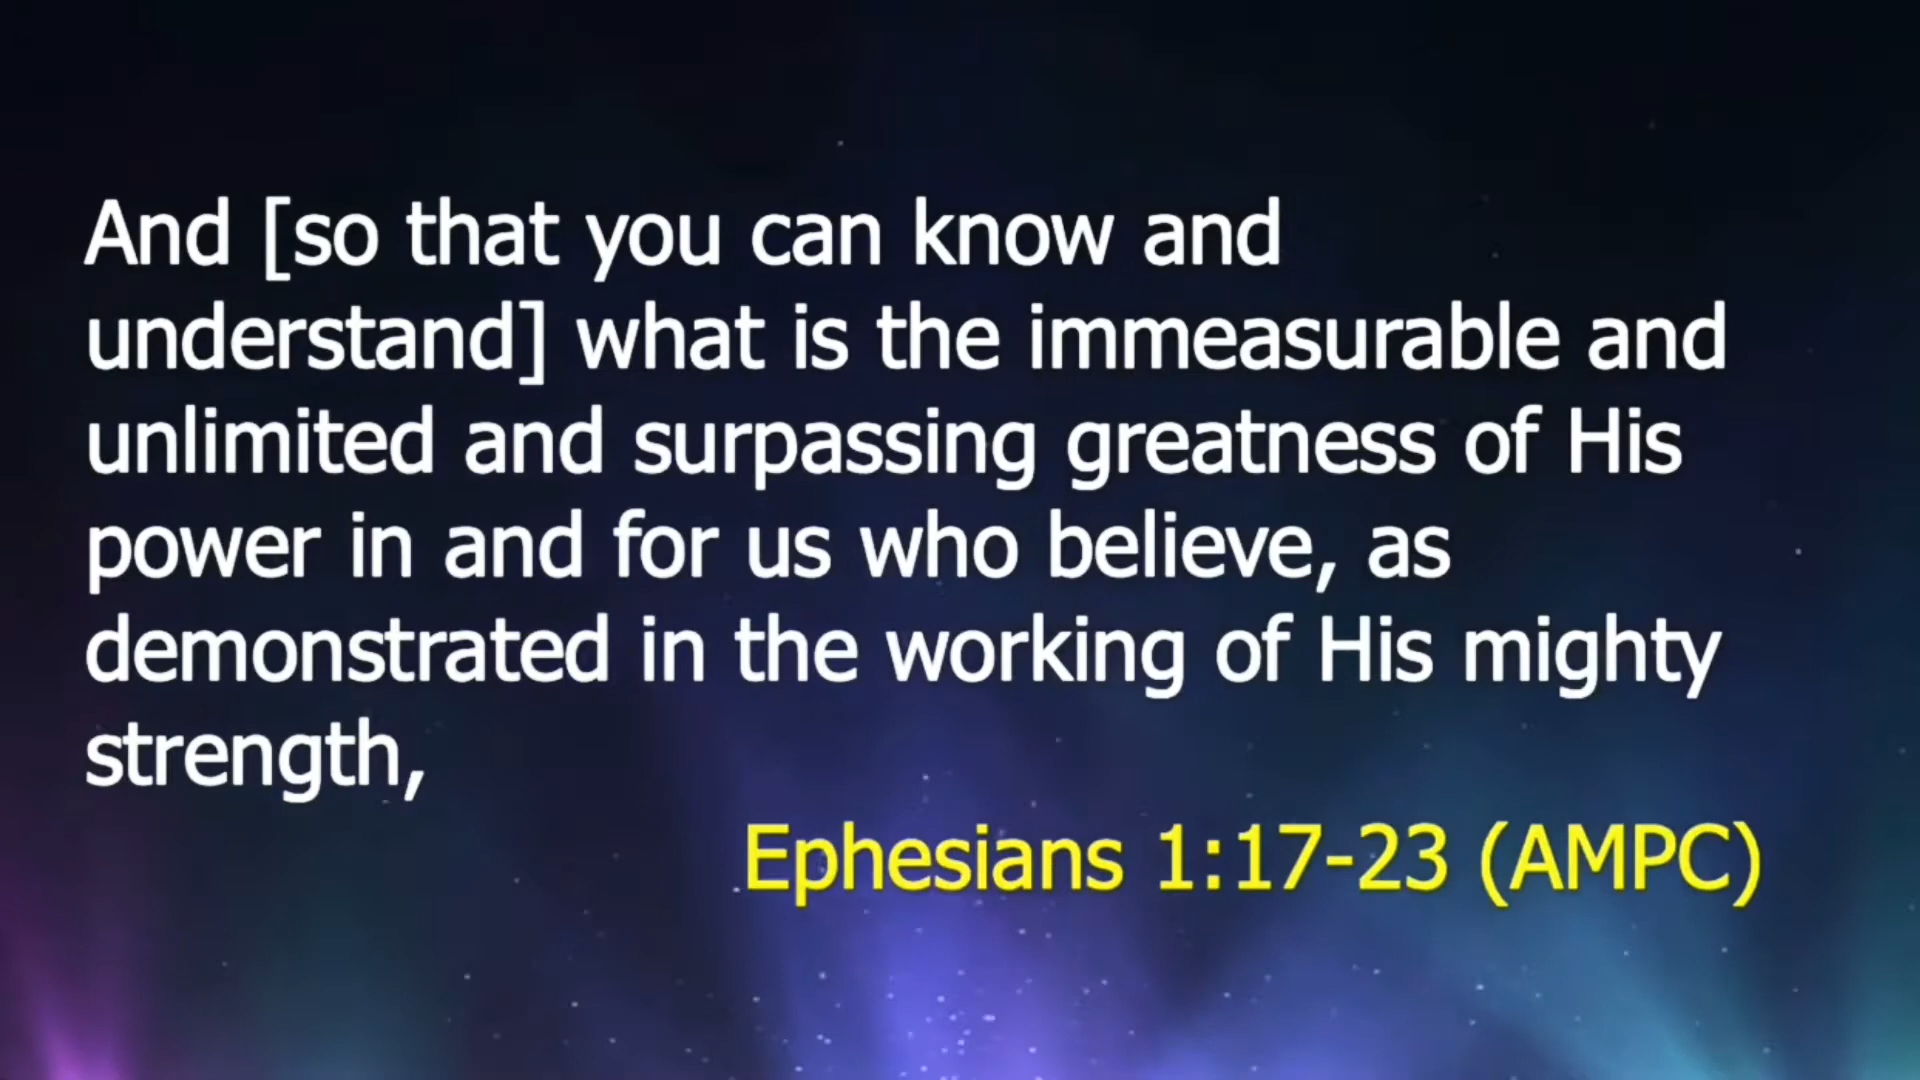 And [so that you can know and
understand] what is the immeasurable and
unlimited and surpassing greatness of His
power in and for us who believe, as
demonstrated in the working of His mighty
strength,
Ephesians 1:17-23 (AMPC)